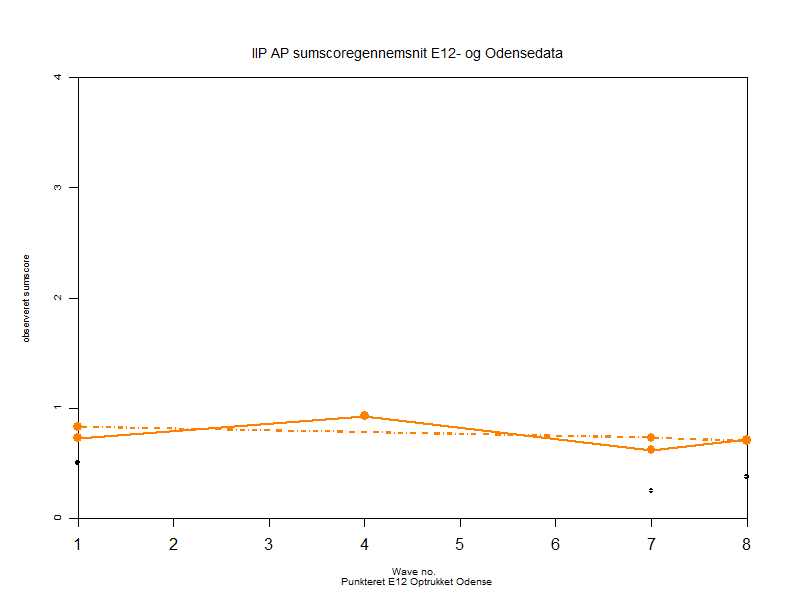 IIP AP sumscoregennemsnit E12- og Odensedata
4
3
2
1
0
observeret sumscore
1 2 3 4 5 6 7 8
Wave no.
Punkteret E12 Optrukket Odense